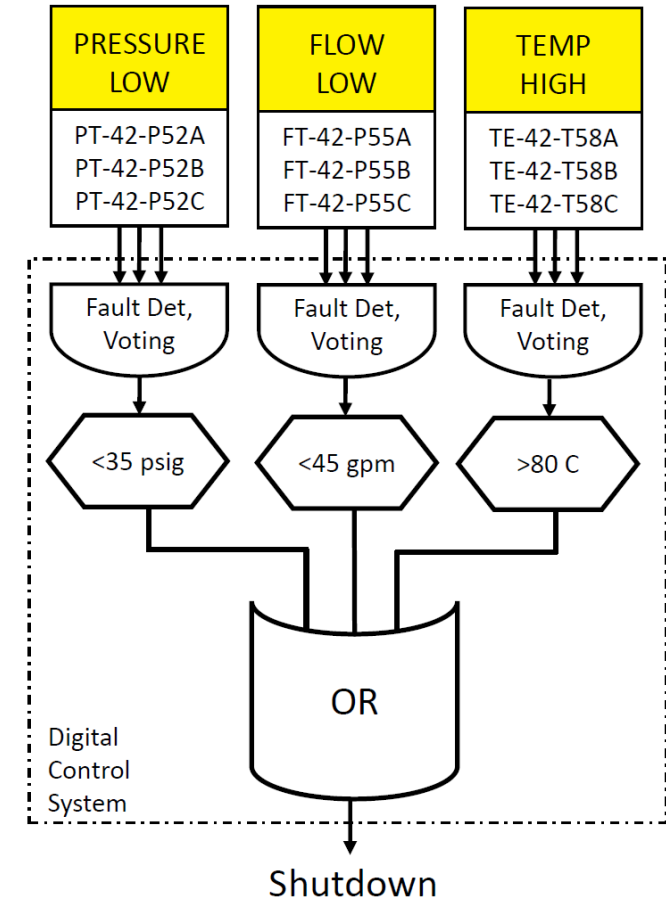 PRESSURE
LOW
PT-42-P52A
PT-42-P52B
PT-42-P52C
FLOW
LOW
FT-42-P55A
FT-42-P55B
FT-42-P55C
TEMP
HIGH
TE-42-T58A
TE-42-T58B
TE-42-T58C
Fault Det,
Voting
Fault Det,
Voting
Fault Det,
Voting
<35 psig
<45 gpm
>80 C
OR
Digital
Control
System
Shutdown